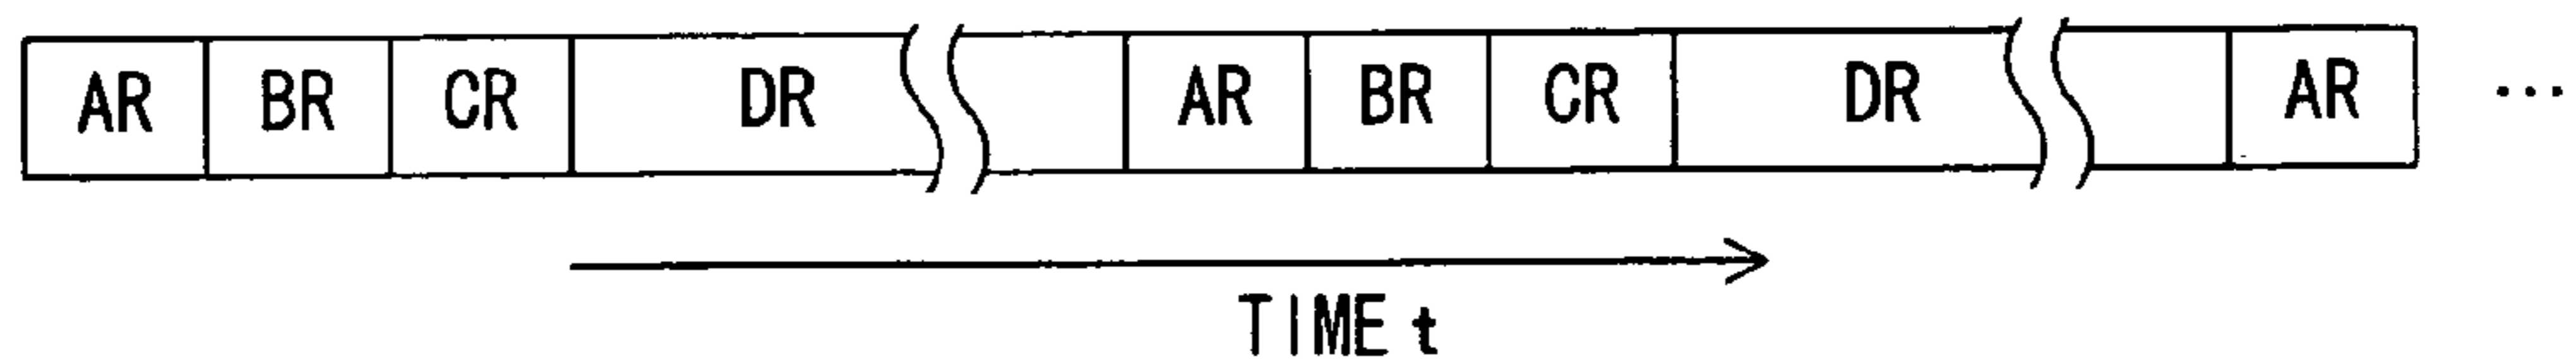 AR BR CR DR AR BR CR DR AR ...
TIME t